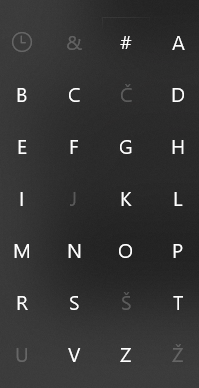 & # A
B C Č D
E F G H
I J K L
M N O P
R S Š T
U V Z Ž